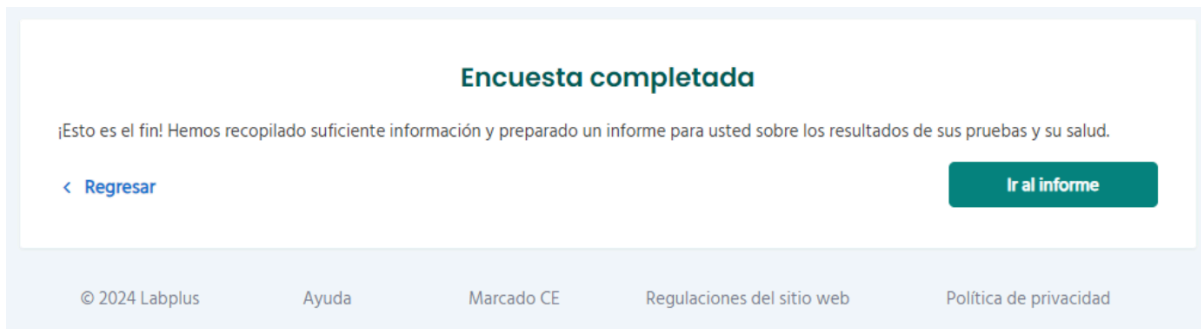 Encuesta completada
¡Esto es el fin! Hemos recopilado suficiente información y preparado un informe para usted sobre los resultados de sus pruebas y su salud.
< Regresar
Ir al informe
© 2024 Labplus Ayuda Marcado CE Regulaciones del sitio web Política de privacidad